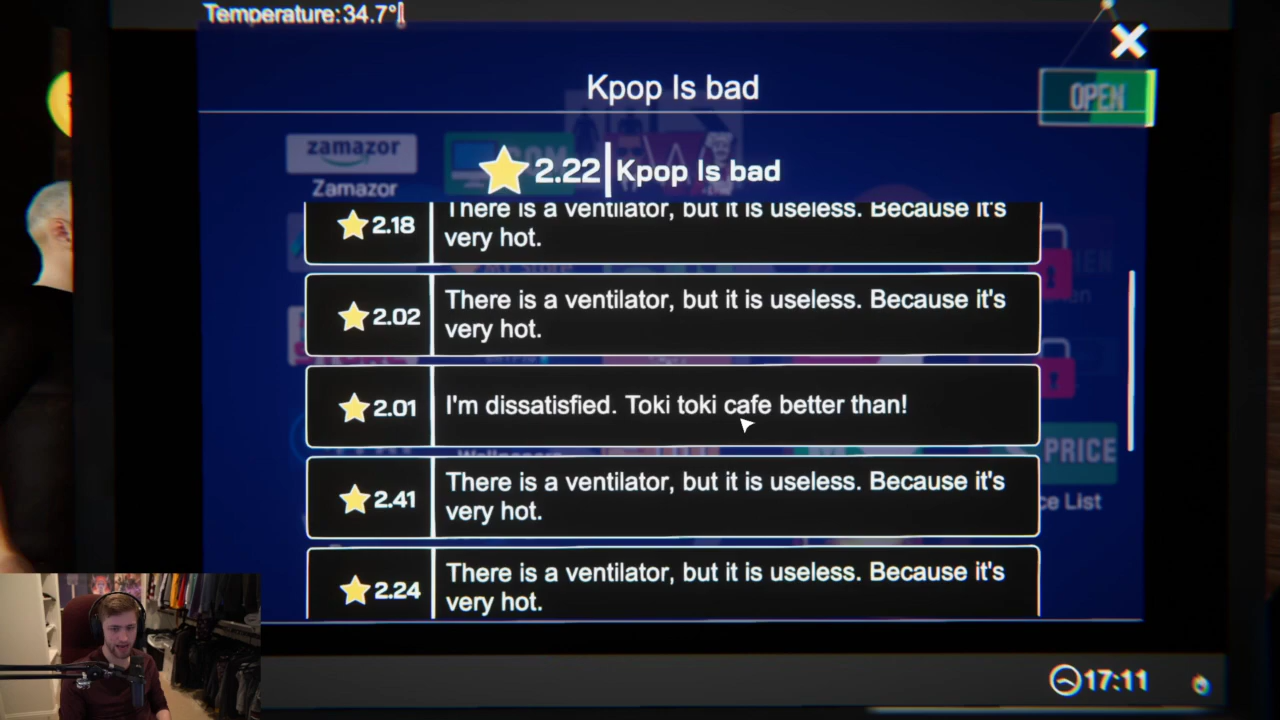 Temperature:34.7°
Kpop Is bad
OPEN
zamazor
Zamazor
2.22 Kpop Is bad
2.18
There is a ventilator, but it is useless. Because it's
very hot.
2.02
There is a ventilator, but it is useless. Because it's
very hot.
2.01
I'm dissatisfied. Toki toki cafe better than!
PRICE
2.41
There is a ventilator, but it is useless. Because it's
very hot.
List
2.24
There is a ventilator, but it is useless. Because it's
very hot.
17:11